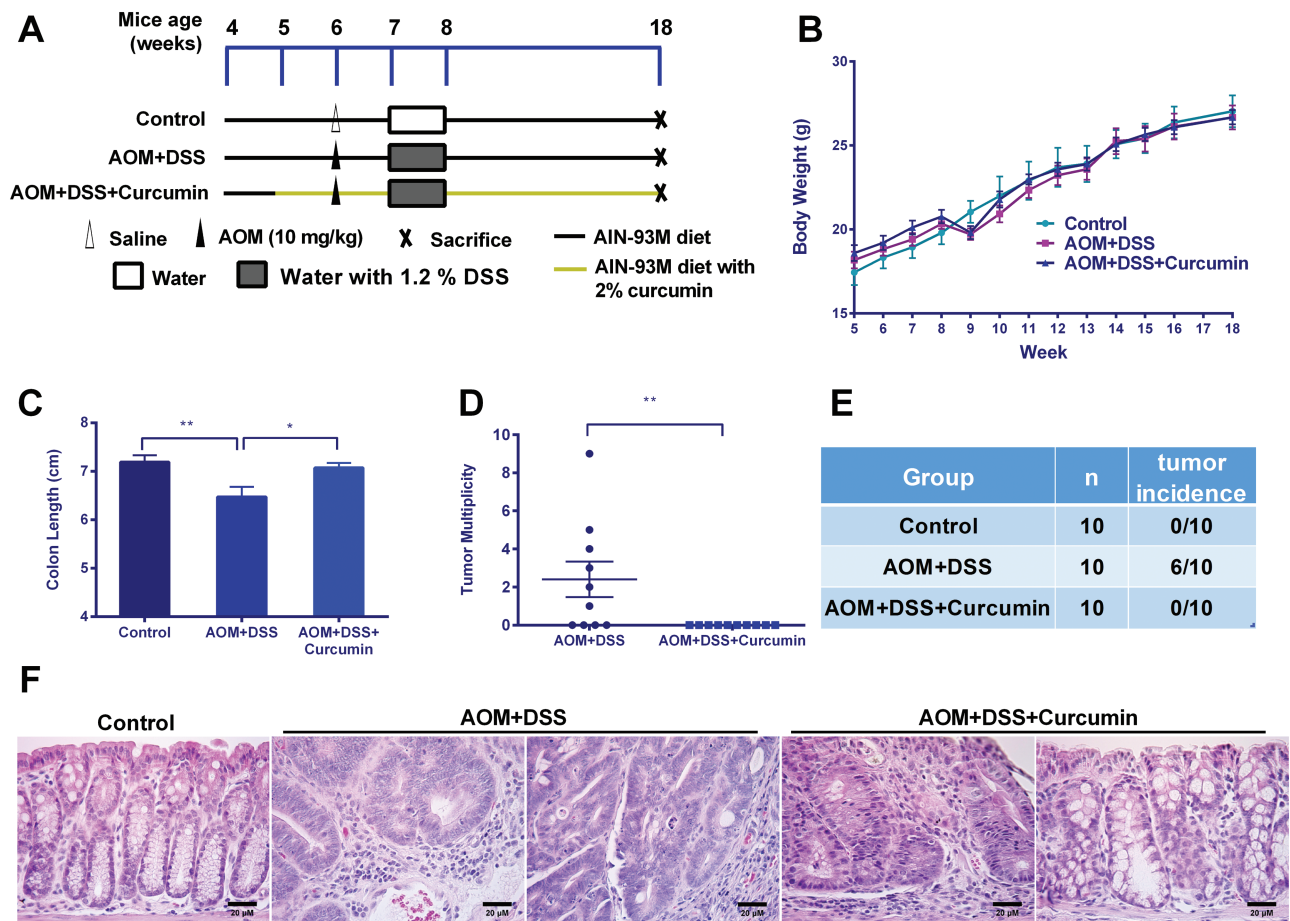 A
Mice age
(weeks)
4 5 6 7 8 18
Control
AOM+DSS
AOM+DSS+Curcumin
Saline
AOM (10 mg/kg)
Sacrifice
AIN-93M diet
Water
Water with 1.2 % DSS
AIN-93M diet with
2% curcumin
B
Body Weight (g)
30
25
20
15
Control
AOM+DSS
AOM+DSS+Curcumin
5 6 7 8 9 10 11 12 13 14 15 16 17 18
Week
C
Colon Length (cm)
8
7
6
5
4
**
*
Control
AOM+DSS
AOM+DSS+
Curcumin
D
Tumor Multiplicity
**
10
8
6
4
2
0
AOM+DSS
AOM+DSS+Curcumin
E
Group n tumor
incidence
Control 10 0/10
AOM+DSS 10 6/10
AOM+DSS+Curcumin 10 0/10
F
Control
AOM+DSS
AOM+DSS+Curcumin
20 µM
20 µM
20 µM
20 µM
20 µM